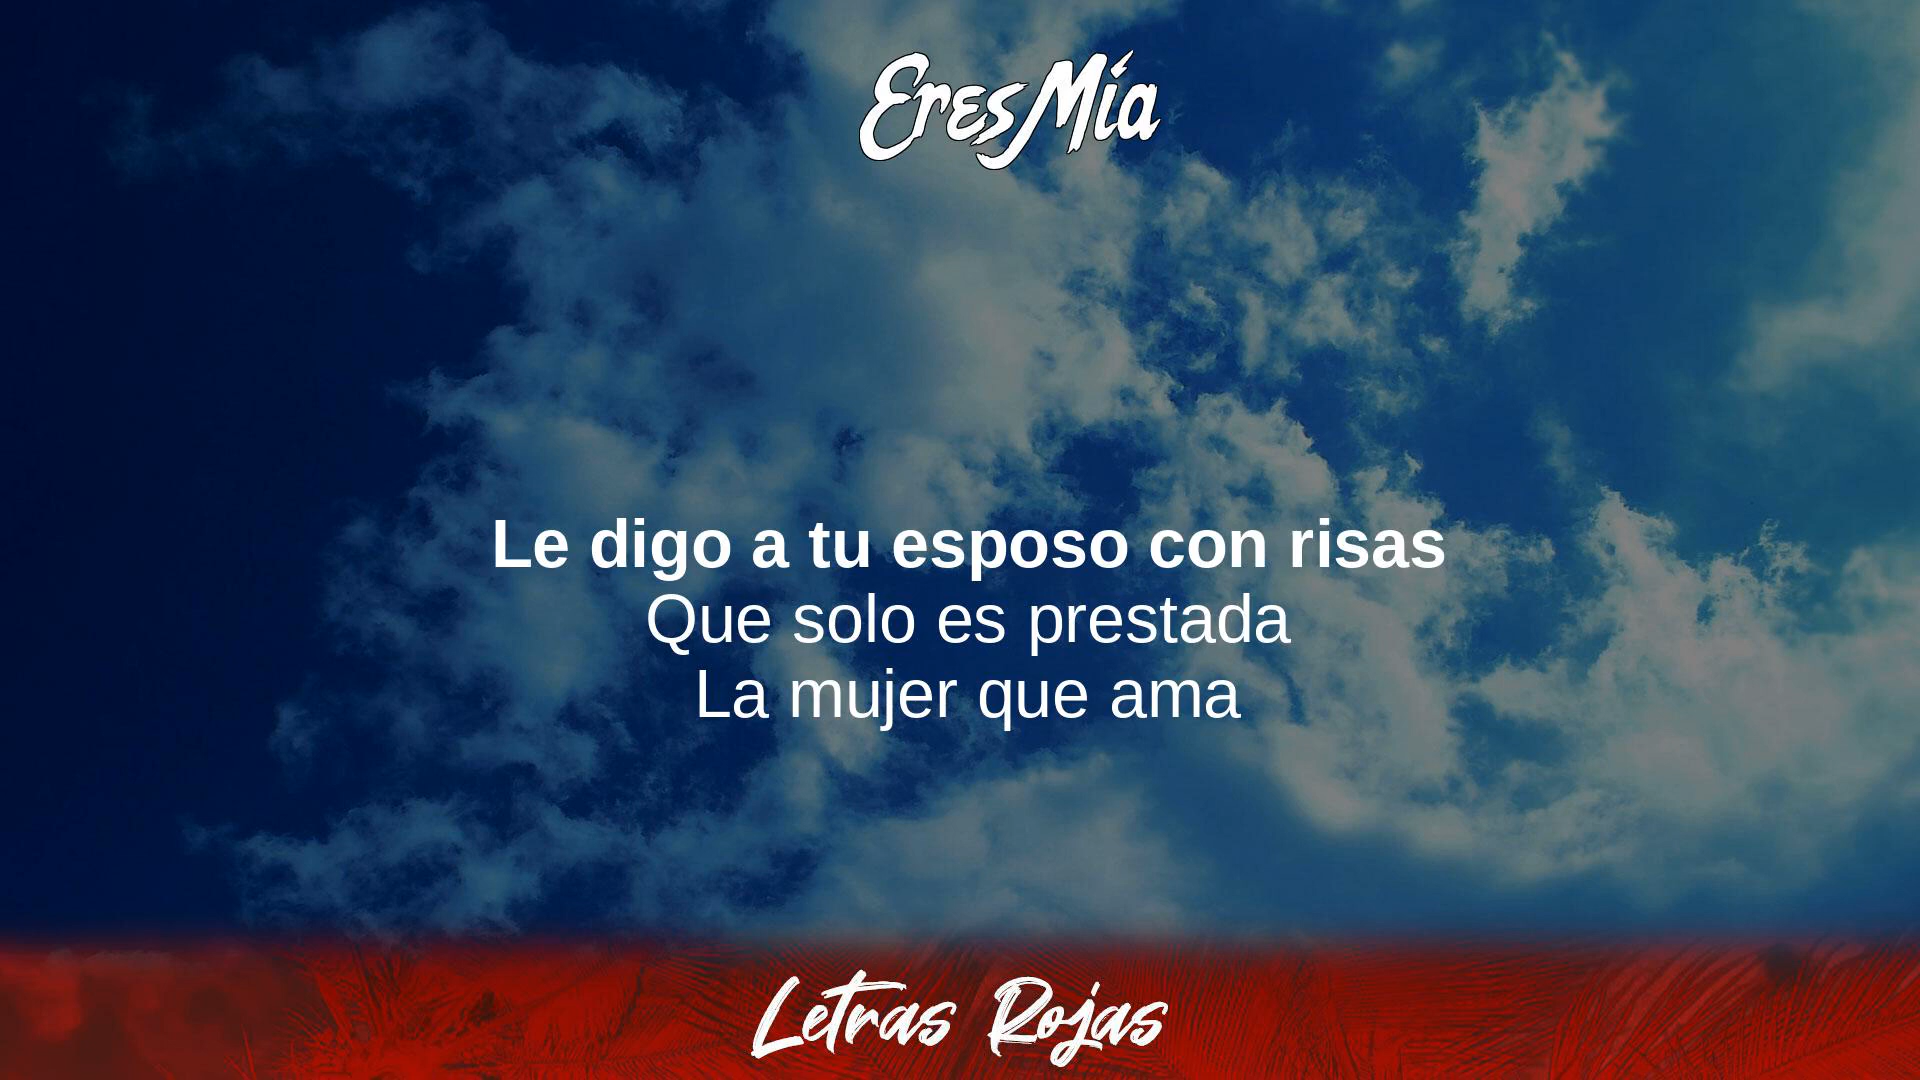 Eres Mía
Le digo a tu esposo con risas
Que solo es prestada
La mujer que ama
Letras Rojas